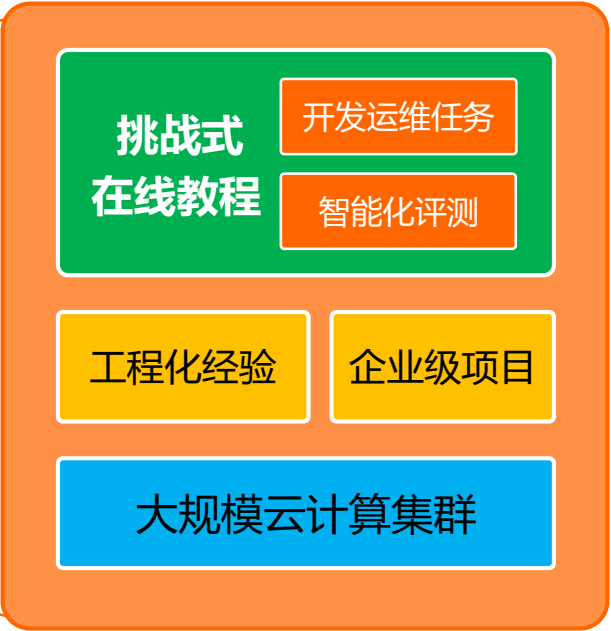 挑战式
在线教程
开发运维任务
智能化评测
工程化经验
企业级项目
大规模云计算集群